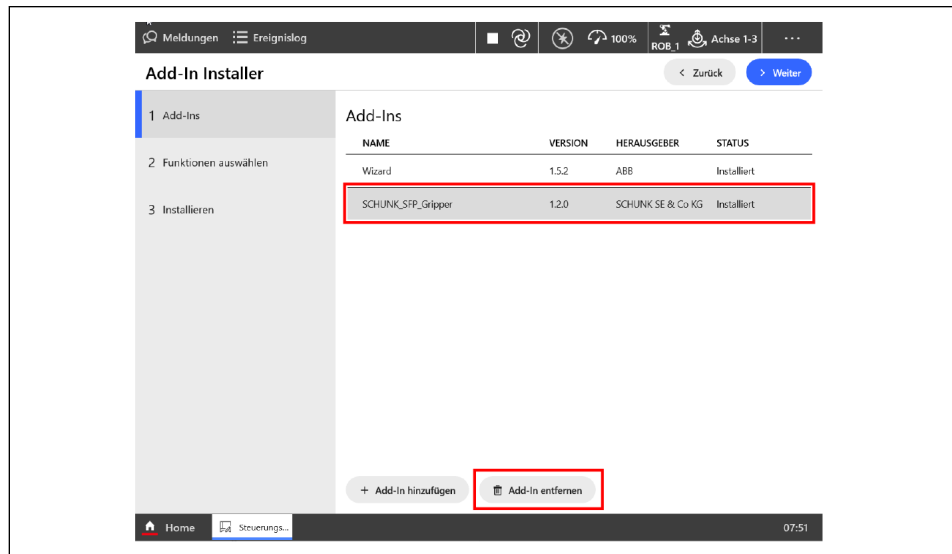 Meldungen Ereignislog 100% ROB_1 Achse 1-3 ...
Add-In Installer < Zurück > Weiter
1 Add-Ins
2 Funktionen auswählen
3 Installieren
Add-Ins
NAME VERSION HERAUSGEBER STATUS
Wizard 1.5.2 ABB Installiert
SCHUNK_SFP_Gripper 1.2.0 SCHUNK SE & Co KG Installiert
+ Add-In hinzufügen Add-In entfernen
Home Steuerungs... 07:51